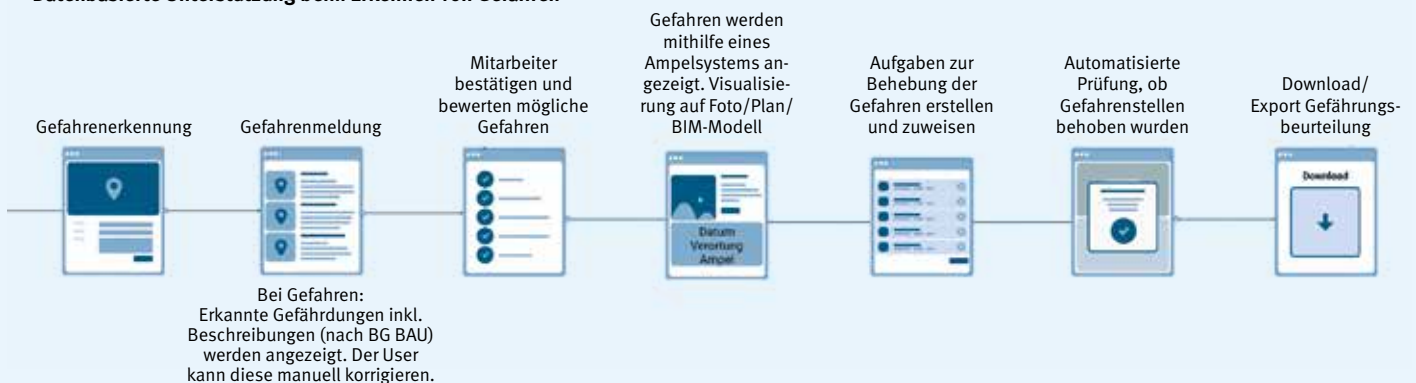 Datenbasierte Unterstützung beim Erkennen von Gefahren
Gefahrenerkennung
Gefahrenmeldung
Bei Gefahren:
Erkannte Gefährdungen inkl.
Beschreibungen (nach BG BAU)
werden angezeigt. Der User
kann diese manuell korrigieren.
Mitarbeiter
bestätigen und
bewerten mögliche
Gefahren
Gefahren werden
mithilfe eines
Ampelsystems an-
gezeigt. Visualisie-
rung auf Foto/Plan/
BIM-Modell
Datum
Verortung
Ampel
Aufgaben zur
Behebung der
Gefahren erstellen
und zuweisen
Automatisierte
Prüfung, ob
Gefahrenstellen
behoben wurden
Download/
Export Gefährungs-
beurteilung
Download